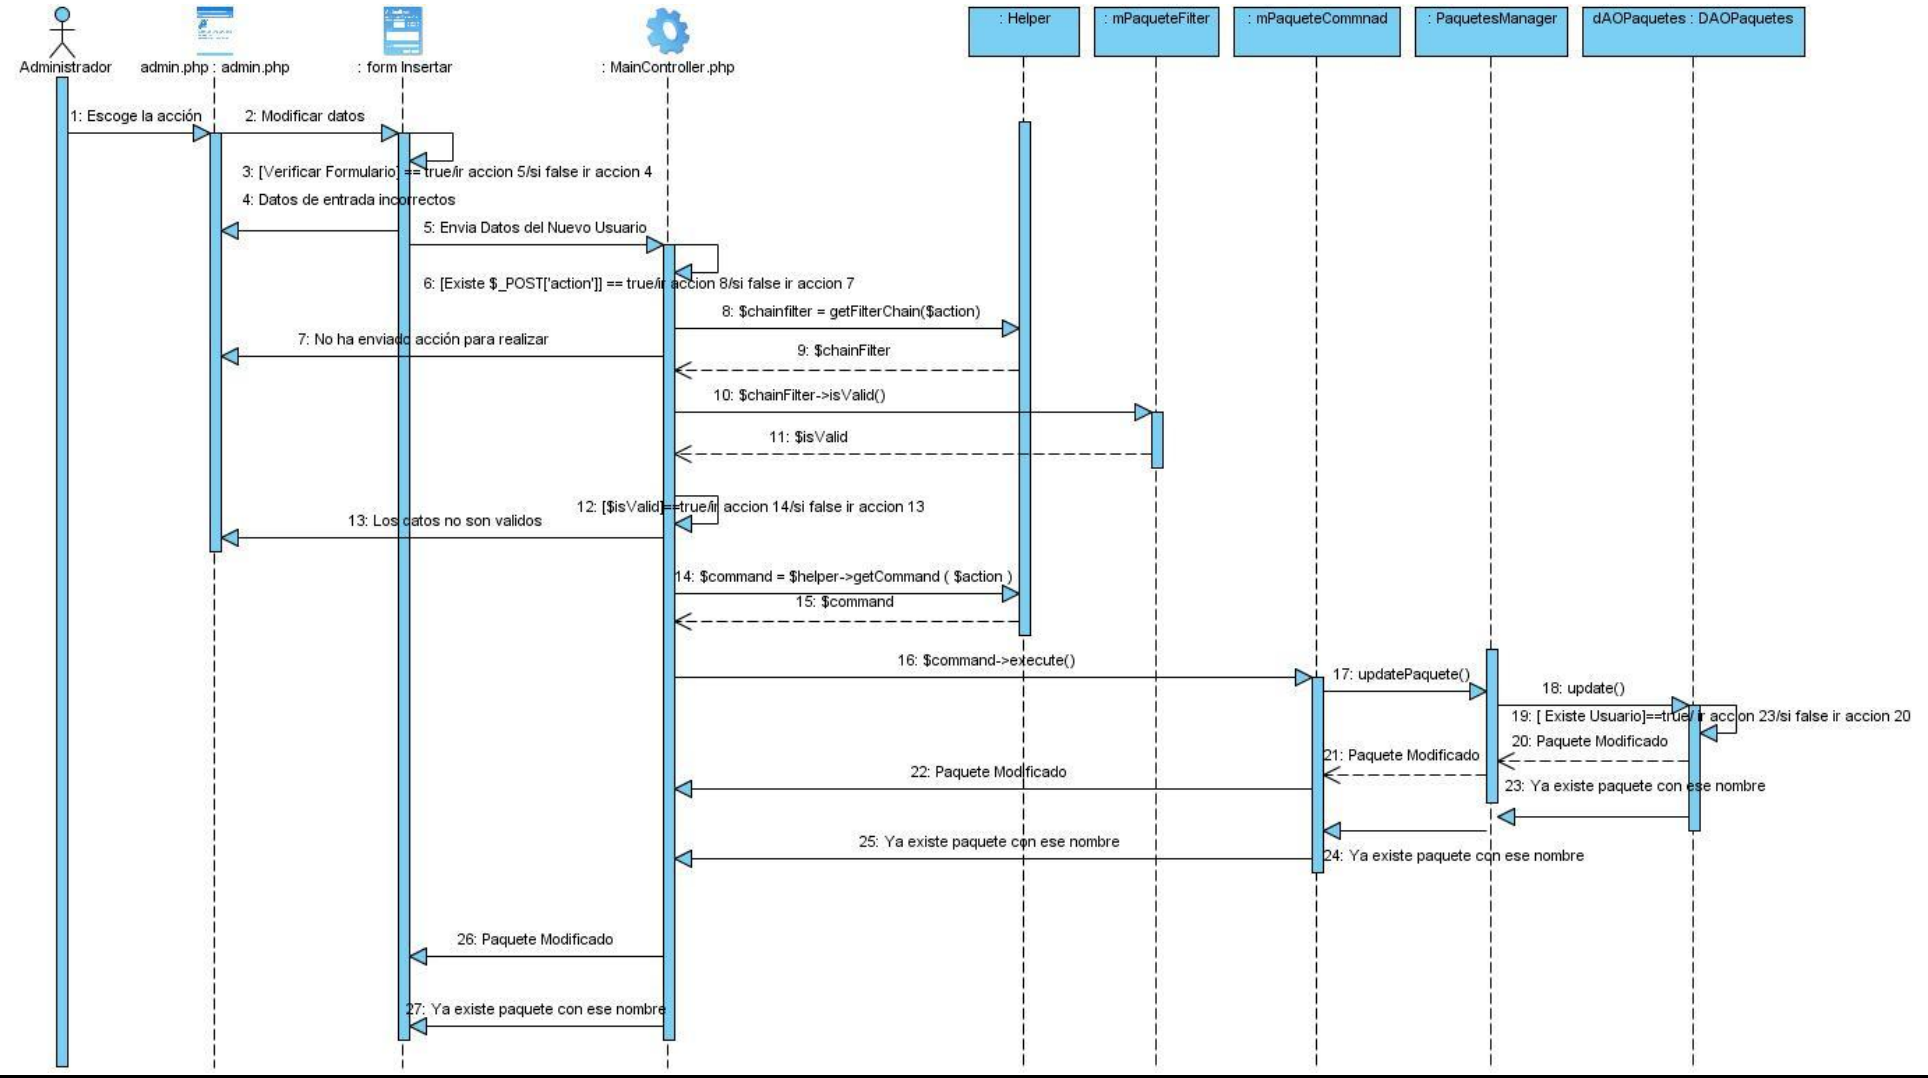 Administrador
admin.php : admin.php
: form Insertar
: MainController.php
: Helper
: mPaqueteFilter
: mPaqueteCommnad
: PaquetesManager
dAOPaquetes : DAOPaquetes
1: Escoge la acción
2: Modificar datos
3: [Verificar Formulario] == true/ir accion 5/si false ir accion 4
4: Datos de entrada incorrectos
5: Envia Datos del Nuevo Usuario
6: [Existe $_POST['action']] == true/ir accion 8/si false ir accion 7
8: $chainfilter = getFilterChain($action)
7: No ha enviado acción para realizar
9: $chainFilter
10: $chainFilter->isValid()
11: $isValid
12: [$isValid]==true/ir accion 14/si false ir accion 13
13: Los datos no son validos
14: $command = $helper->getCommand ( $action )
15: $command
16: $command->execute()
17: updatePaquete()
18: update()
19: [ Existe Usuario]==true/ ir accion 23/si false ir accion 20
20: Paquete Modificado
21: Paquete Modificado
22: Paquete Modificado
23: Ya existe paquete con ese nombre
25: Ya existe paquete con ese nombre
24: Ya existe paquete con ese nombre
26: Paquete Modificado
27: Ya existe paquete con ese nombre